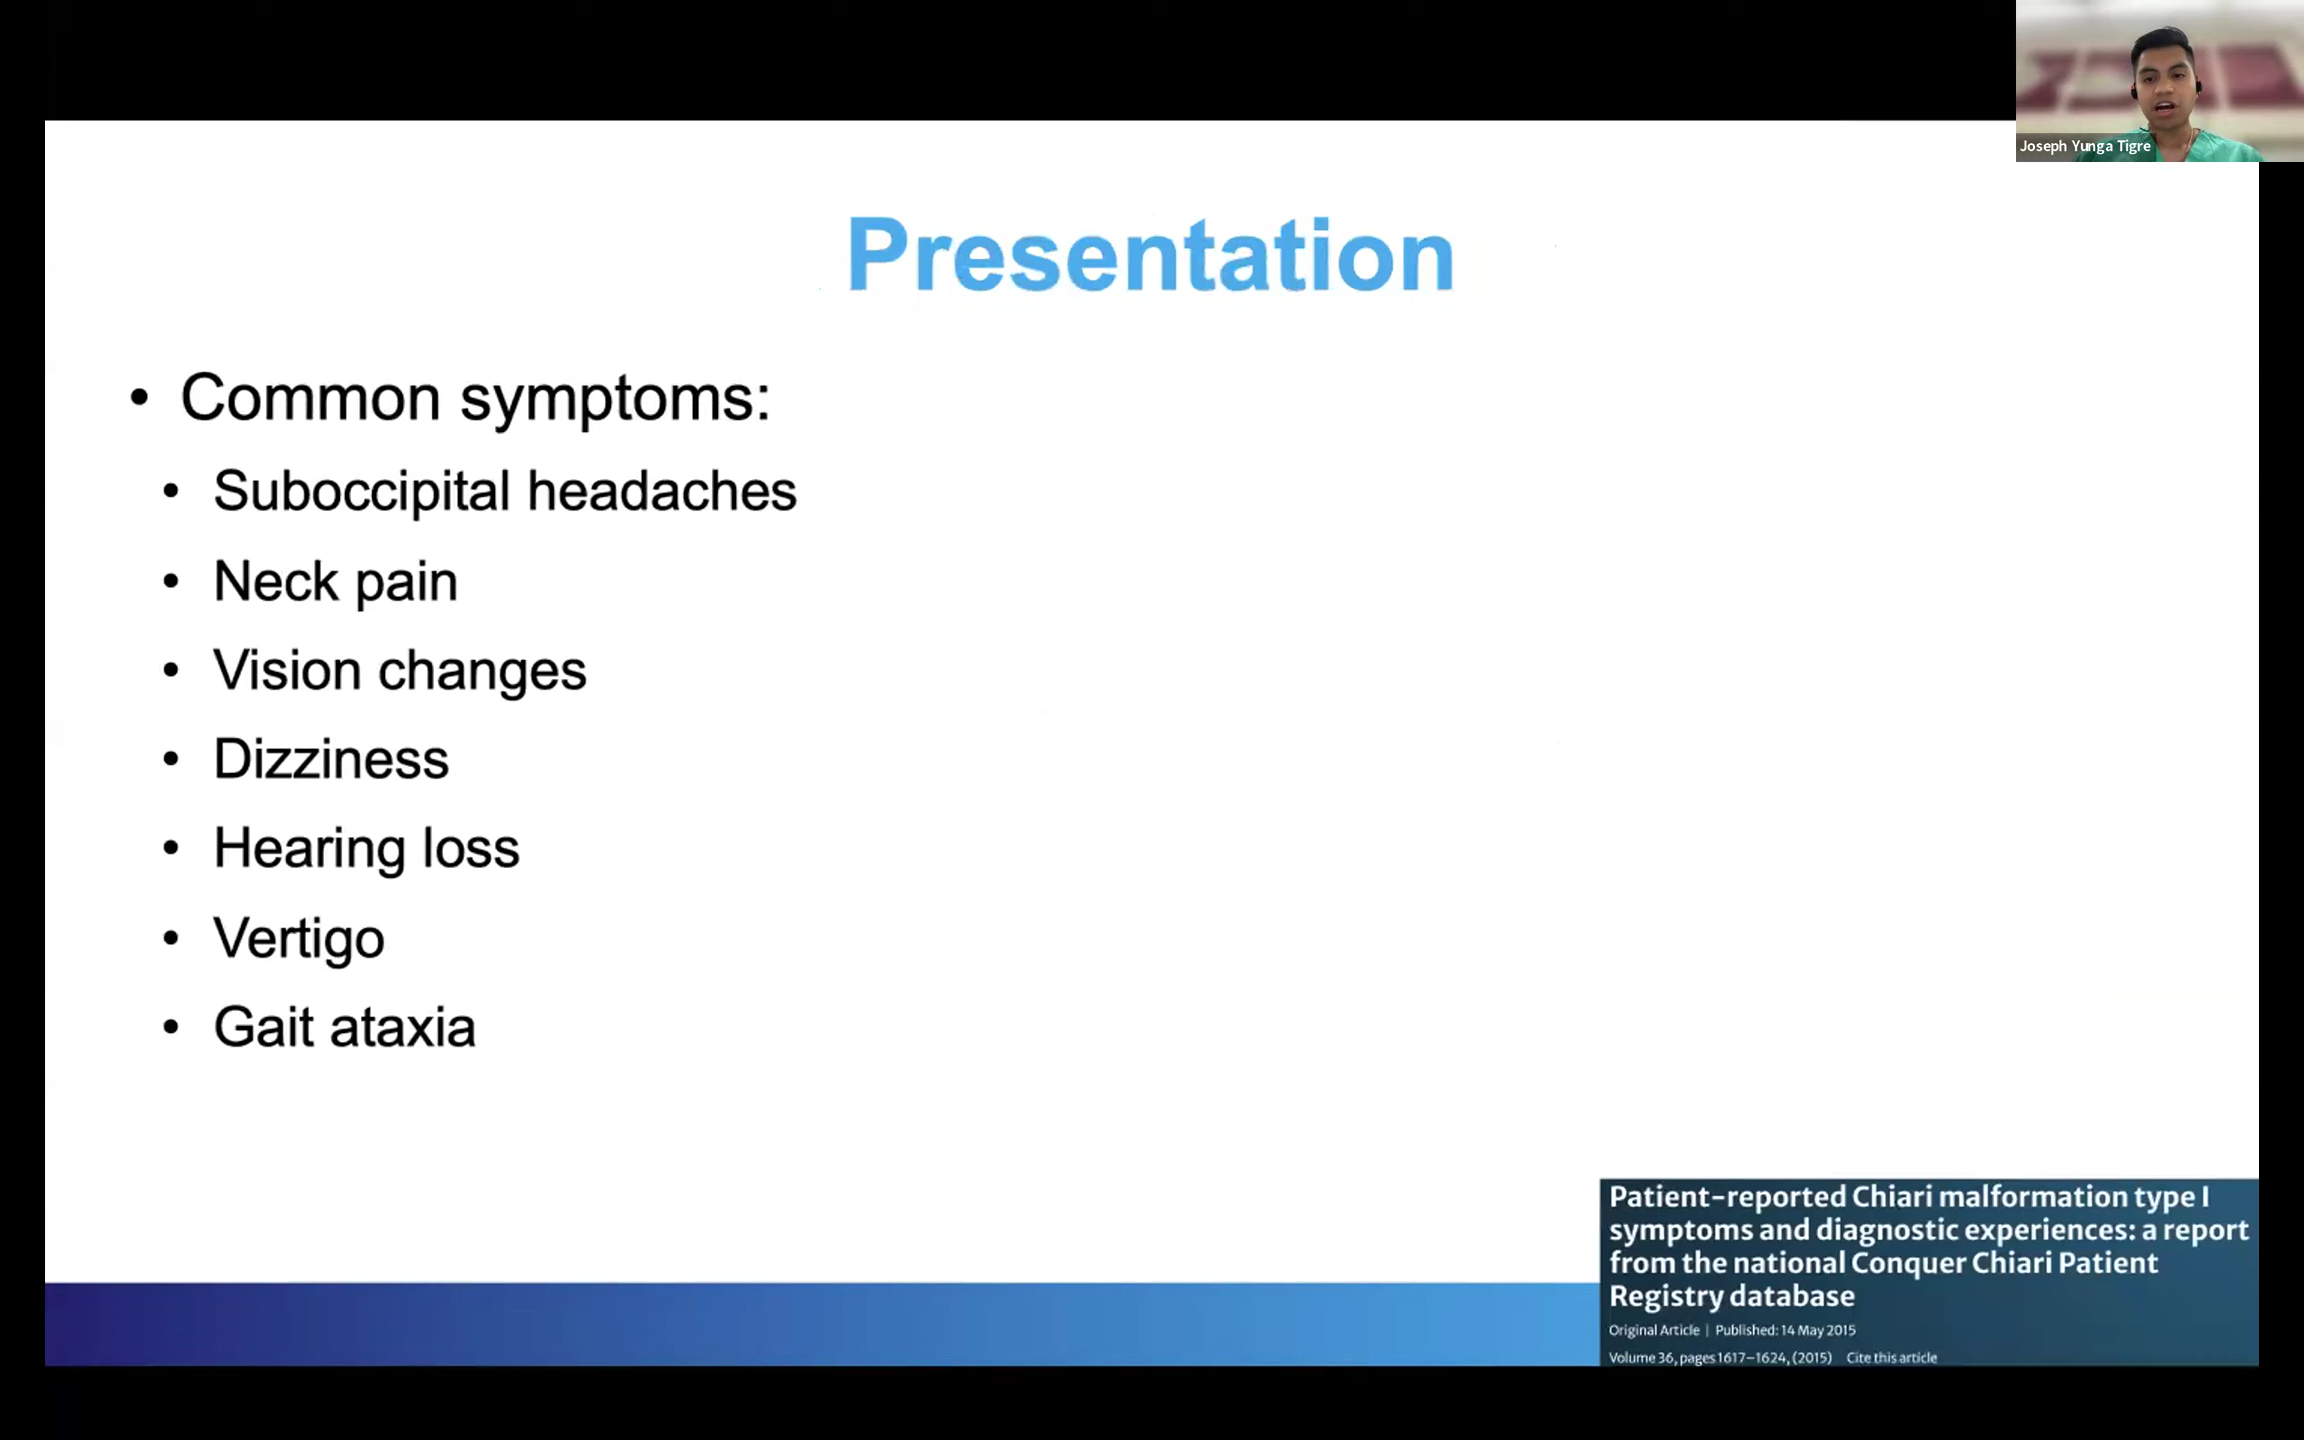 Joseph Yunga Tigre
Presentation
• Common symptoms:
• Suboccipital headaches
• Neck pain
• Vision changes
• Dizziness
• Hearing loss
• Vertigo
• Gait ataxia
Patient-reported Chiari malformation type I
symptoms and diagnostic experiences: a report
from the national Conquer Chiari Patient
Registry database
Original Article | Published: 14 May 2015
Volume 36, pages 1617–1624, (2015) Cite this article